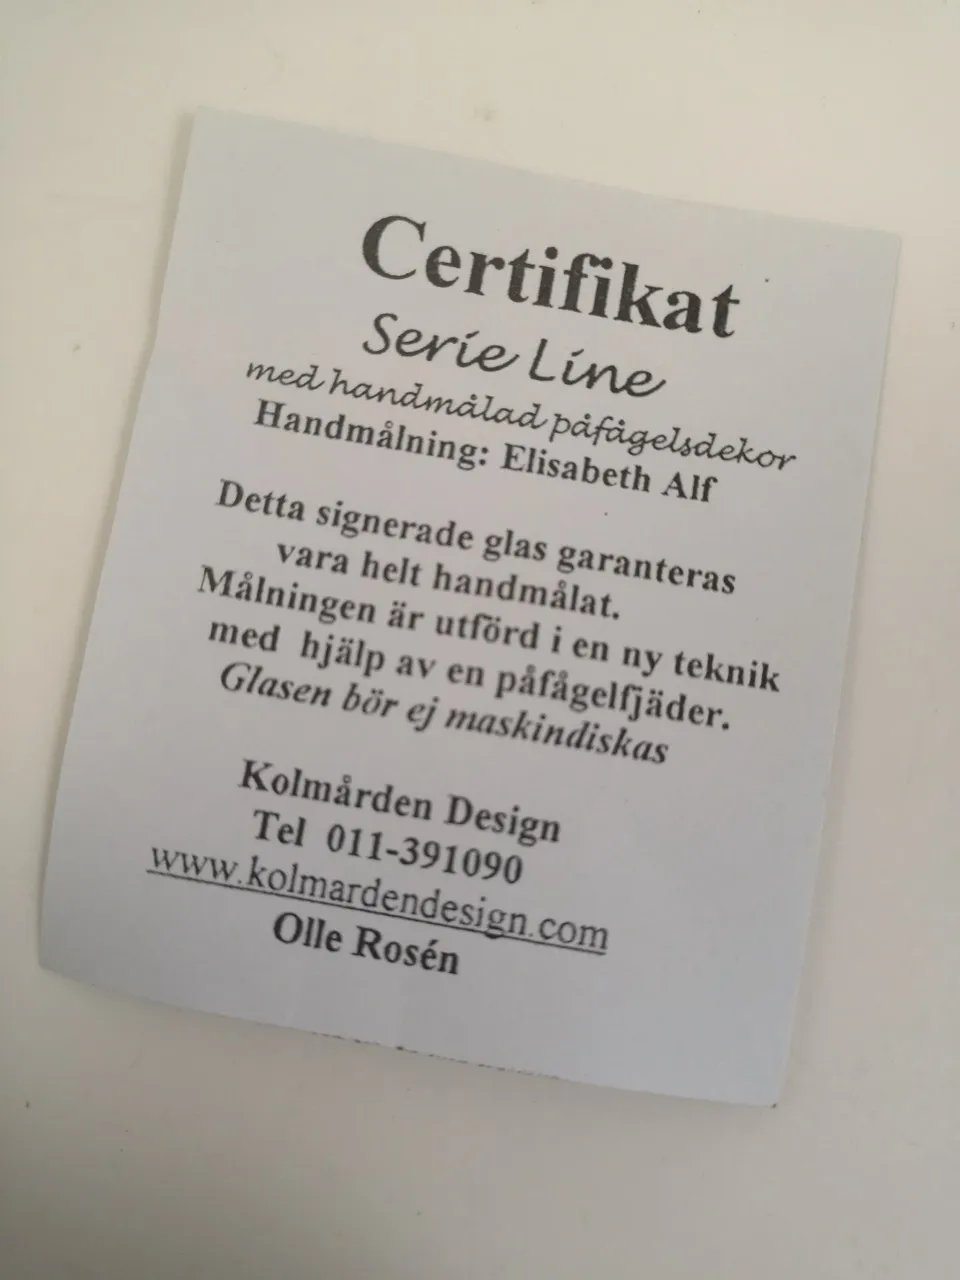 Certifikat
Serie Line
med handmålad påfågelsdekor
Handmålning: Elisabeth Alf
Detta signerade glas garanteras
vara helt handmålat.
Målningen är utförd i en ny teknik
med hjälp av en påfågelfjäder.
Glasen bör ej maskindiskas
Kolmården Design
Tel 011-391090
www.kolmardendesign.com
Olle Rosén